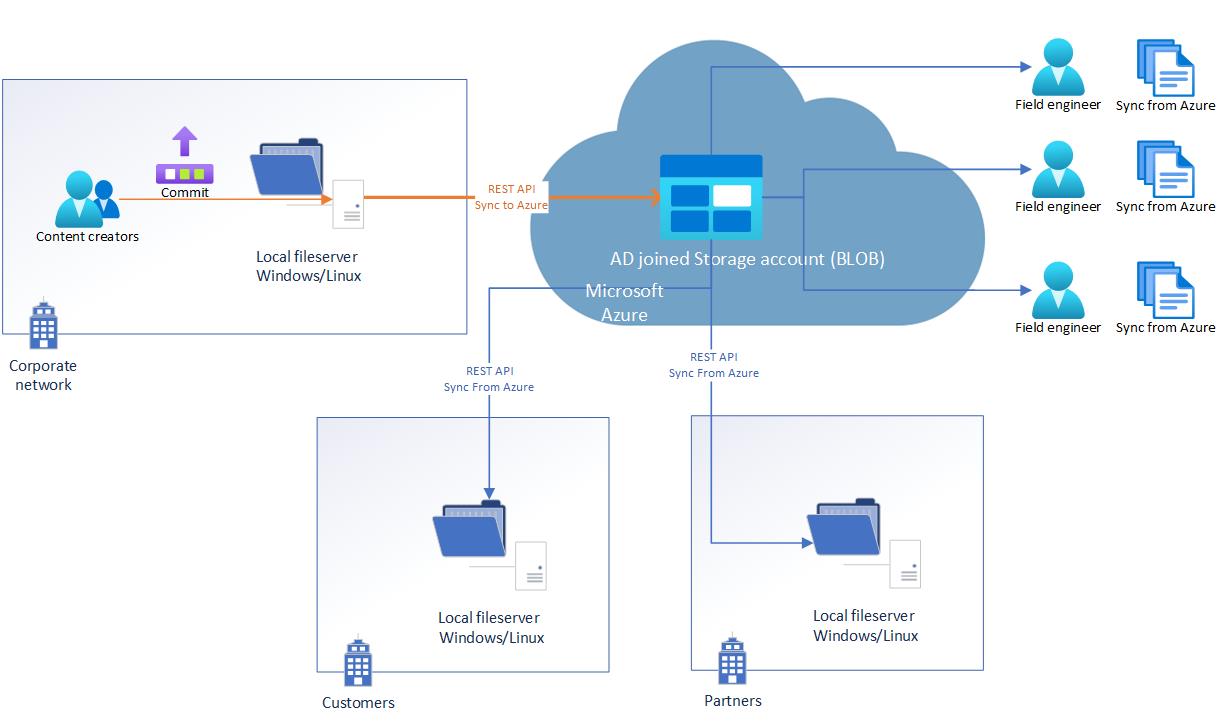 Field engineer
Sync from Azure
Commit
REST API
Sync to Azure
Content creators
Field engineer
Sync from Azure
Local fileserver
Windows/Linux
AD joined Storage account (BLOB)
Microsoft
Azure
Field engineer
Sync from Azure
Corporate
network
REST API
Sync From Azure
REST API
Sync From Azure
Local fileserver
Windows/Linux
Local fileserver
Windows/Linux
Customers
Partners